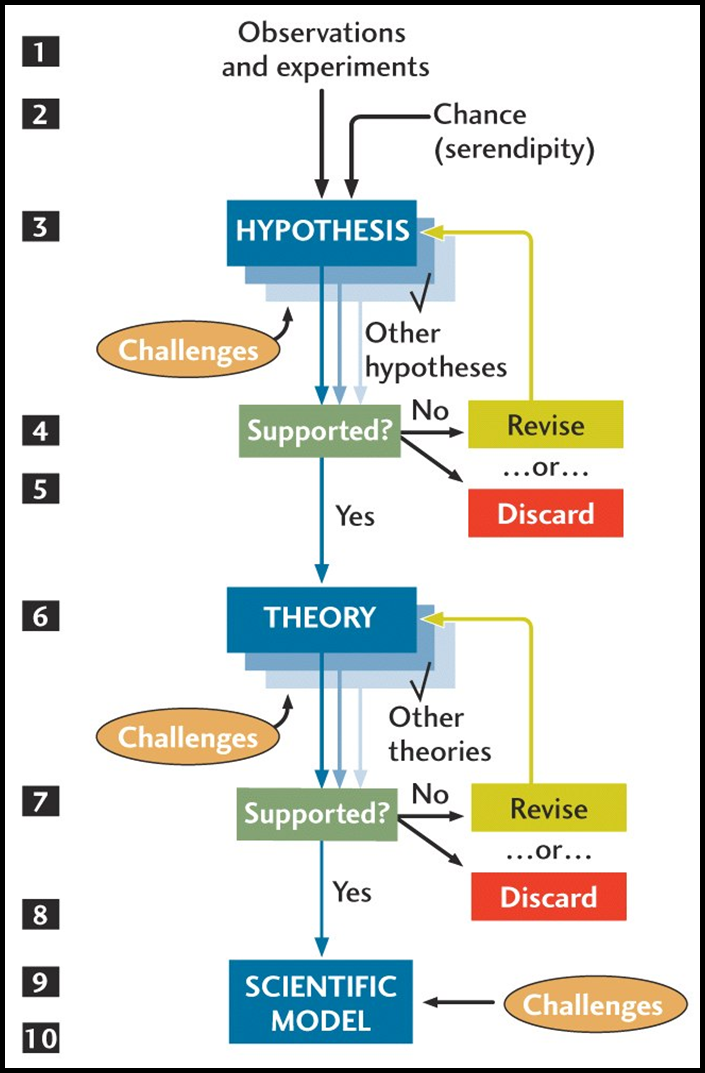 1
Observations
and experiments
2
Chance
(serendipity)
3
HYPOTHESIS
Challenges
Other
hypotheses
4
Supported?
No
Revise
…or…
5
Discard
Yes
6
THEORY
Challenges
Other
theories
7
Supported?
No
Revise
…or…
Discard
Yes
8
9
SCIENTIFIC
MODEL
Challenges
10